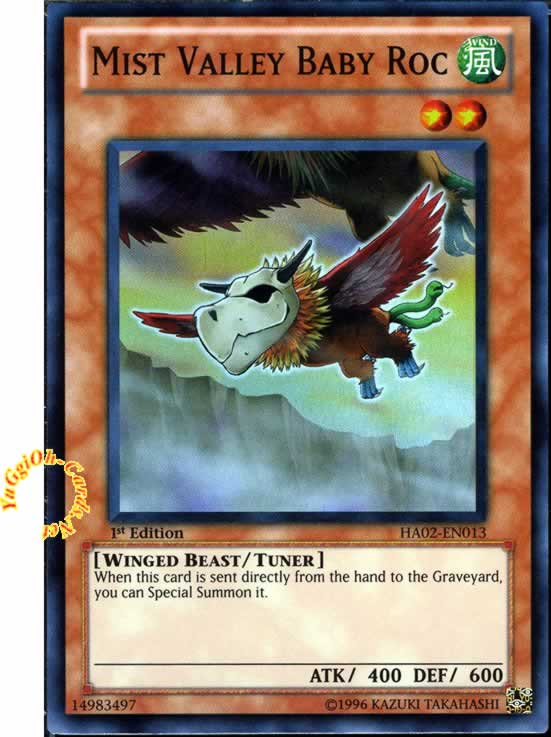 MIST VALLEY BABY ROC
WIND
風
1st Edition
HA02-EN013
[WINGED BEAST/TUNER]
When this card is sent directly from the hand to the Graveyard,
you can Special Summon it.
ATK/ 400 DEF/ 600
14983497
©1996 KAZUKI TAKAHASHI
YuGgiOh-Cards.Net